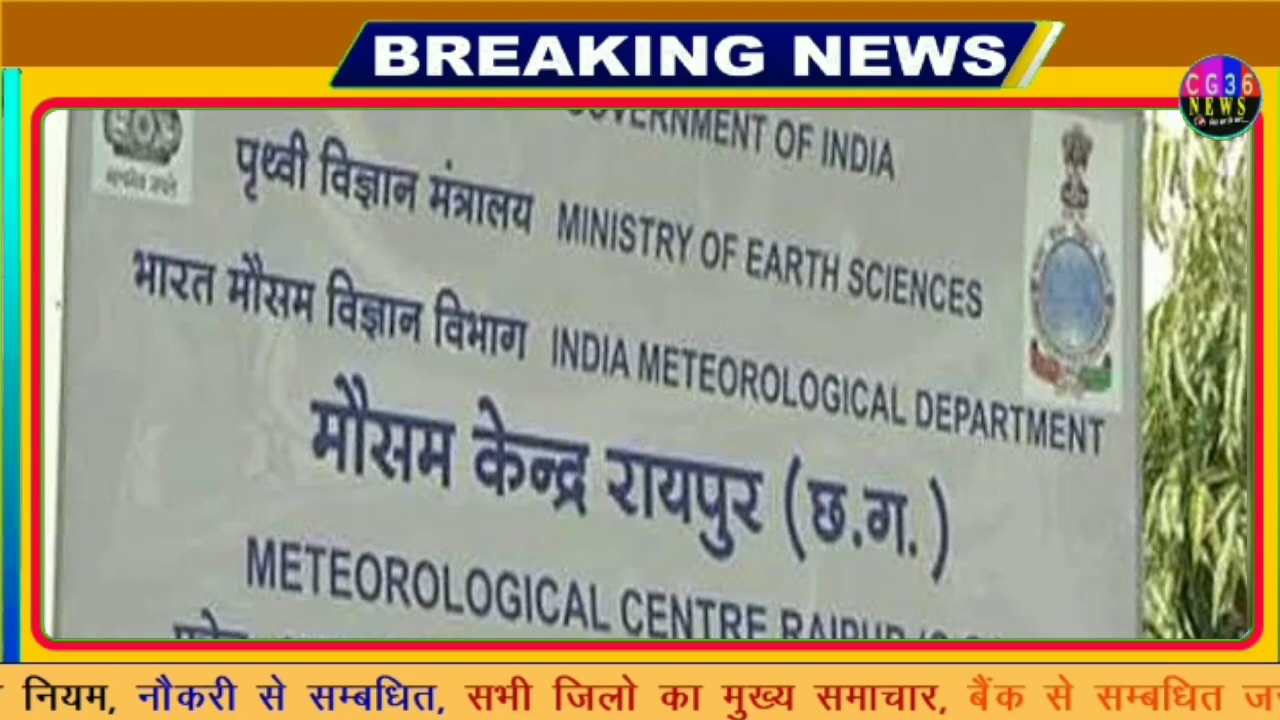 BREAKING NEWS
CG36
NEWS
GOVERNMENT OF INDIA
पृथ्वी विज्ञान मंत्रालय MINISTRY OF EARTH SCIENCES
भारत मौसम विज्ञान विभाग INDIA METEOROLOGICAL DEPARTMENT
मौसम केन्द्र रायपुर (छ.ग.)
METEOROLOGICAL CENTRE RAIPUR
नियम, नौकरी से सम्बधित, सभी जिलो का मुख्य समाचार, बैंक से सम्बधित